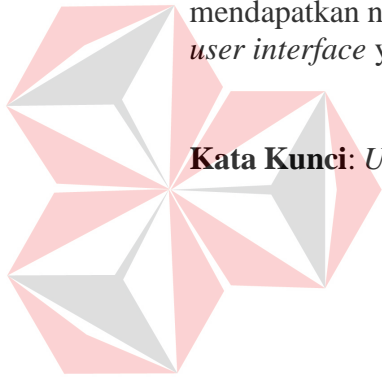 mendapatkan n
user interface y
Kata Kunci: U